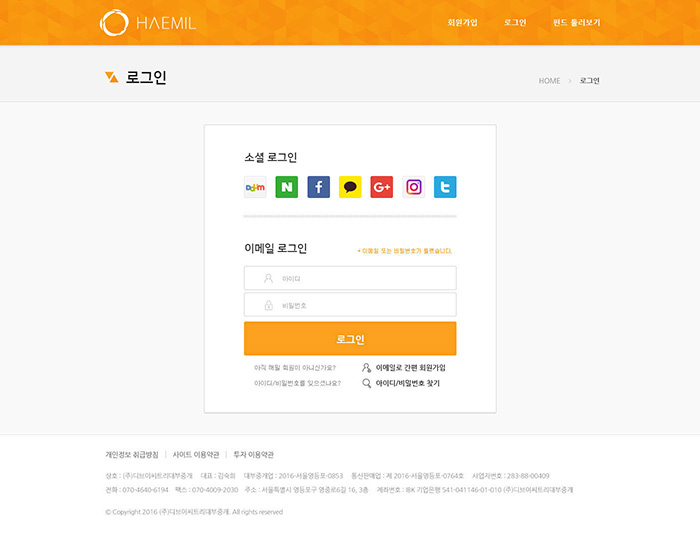 HAEMIL
회원가입 로그인 펀드 둘러보기
로그인
HOME > 로그인
소셜 로그인
Daum N f G+ t
이메일 로그인
* 이메일 또는 비밀번호가 틀렸습니다.
아이디
비밀번호
로그인
아직 해밀 회원이 아니신가요? 이메일로 간편 회원가입
아이디/비밀번호를 잊으셨나요? 아이디/비밀번호 찾기
개인정보 취급방침 | 사이트 이용약관 | 투자 이용약관
상호 : (주)디브이씨트리대부중개 대표 : 김숙희 대부중개업 : 2016-서울영등포-0853 통신판매업 : 제 2016-서울영등포-0764호 사업자번호 : 283-88-00409
전화 : 070-4640-6194 팩스 : 070-4009-2030 주소 : 서울특별시 영등포구 영중로6길 16, 3층 계좌번호 : IBK 기업은행 541-041146-01-010 (주)디브이씨트리대부중개
© Copyright 2016 (주)디브이씨트리대부중개. All rights reserved